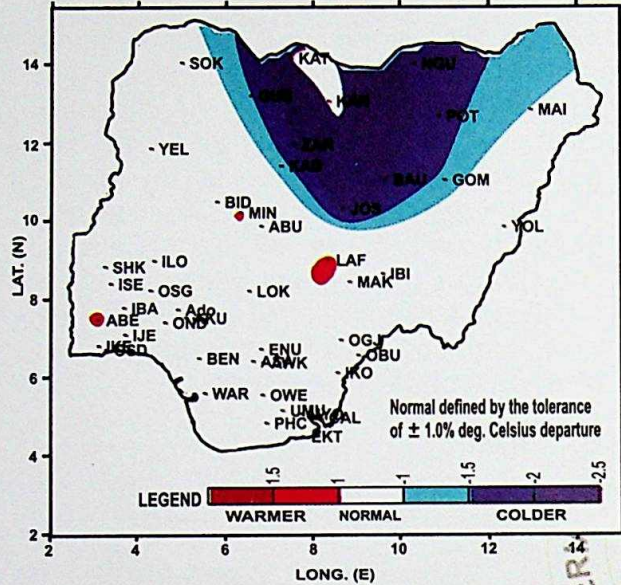 14
12
10
8
6
4
2
LAT. (N)
KAT
SOK
NGU
GUS
KAN
POT
MAI
YEL
ZAR
KAD
BAU
GOM
BID
MIN
JOS
ABU
YOL
LAF
SHK
ILO
IBI
ISE
MAK
OSG
LOK
IBA
Ado
ABE
OND
AKU
IJE
OGJ
IKE
ENU
BEN
OBU
AWK
IKO
WAR
OWE
UMU
CAL
PHC
EKT
Normal defined by the tolerance
of ± 1.0% deg. Celsius departure
LEGEND
1.5
1
-1
-1.5
-2
-2.5
WARMER
NORMAL
COLDER
2
4
6
8
10
12
14
LONG. (E)